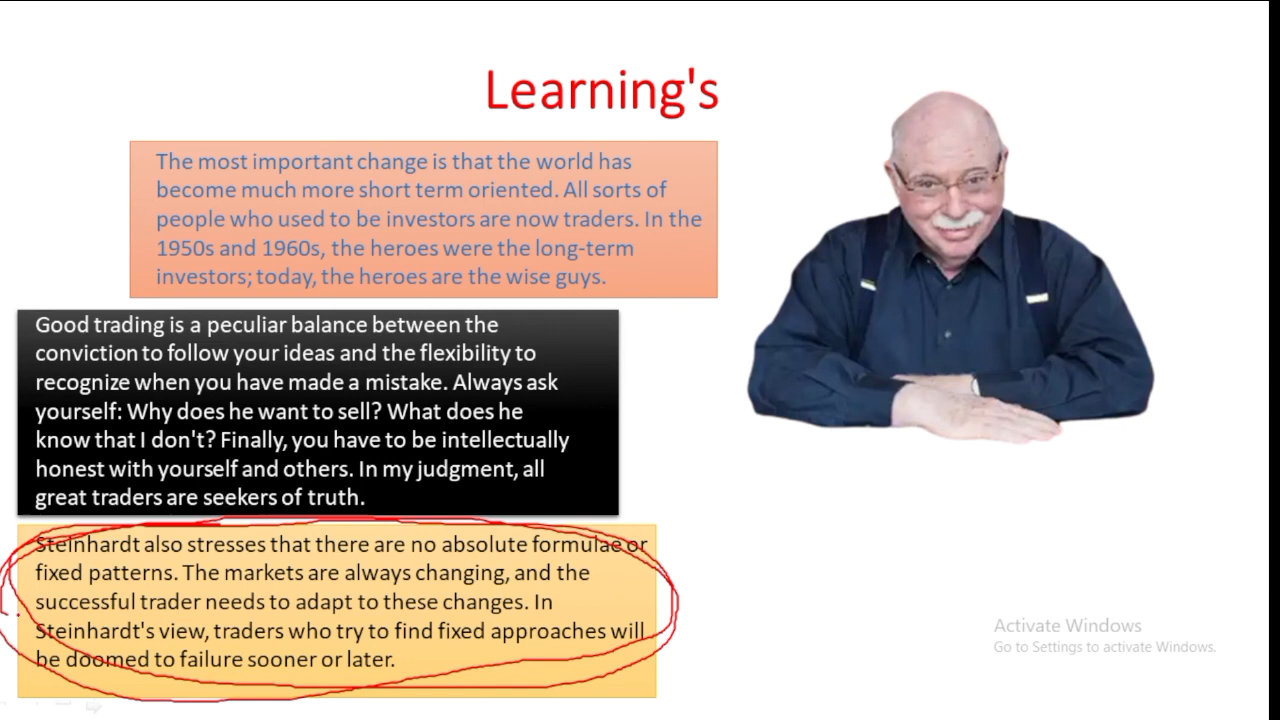 Learning's
The most important change is that the world has
become much more short term oriented. All sorts of
people who used to be investors are now traders. In the
1950s and 1960s, the heroes were the long-term
investors; today, the heroes are the wise guys.
Good trading is a peculiar balance between the
conviction to follow your ideas and the flexibility to
recognize when you have made a mistake. Always ask
yourself: Why does he want to sell? What does he
know that I don't? Finally, you have to be intellectually
honest with yourself and others. In my judgment, all
great traders are seekers of truth.
Steinhardt also stresses that there are no absolute formulae or
fixed patterns. The markets are always changing, and the
successful trader needs to adapt to these changes. In
Steinhardt's view, traders who try to find fixed approaches will
be doomed to failure sooner or later.
Activate Windows
Go to Settings to activate Windows.